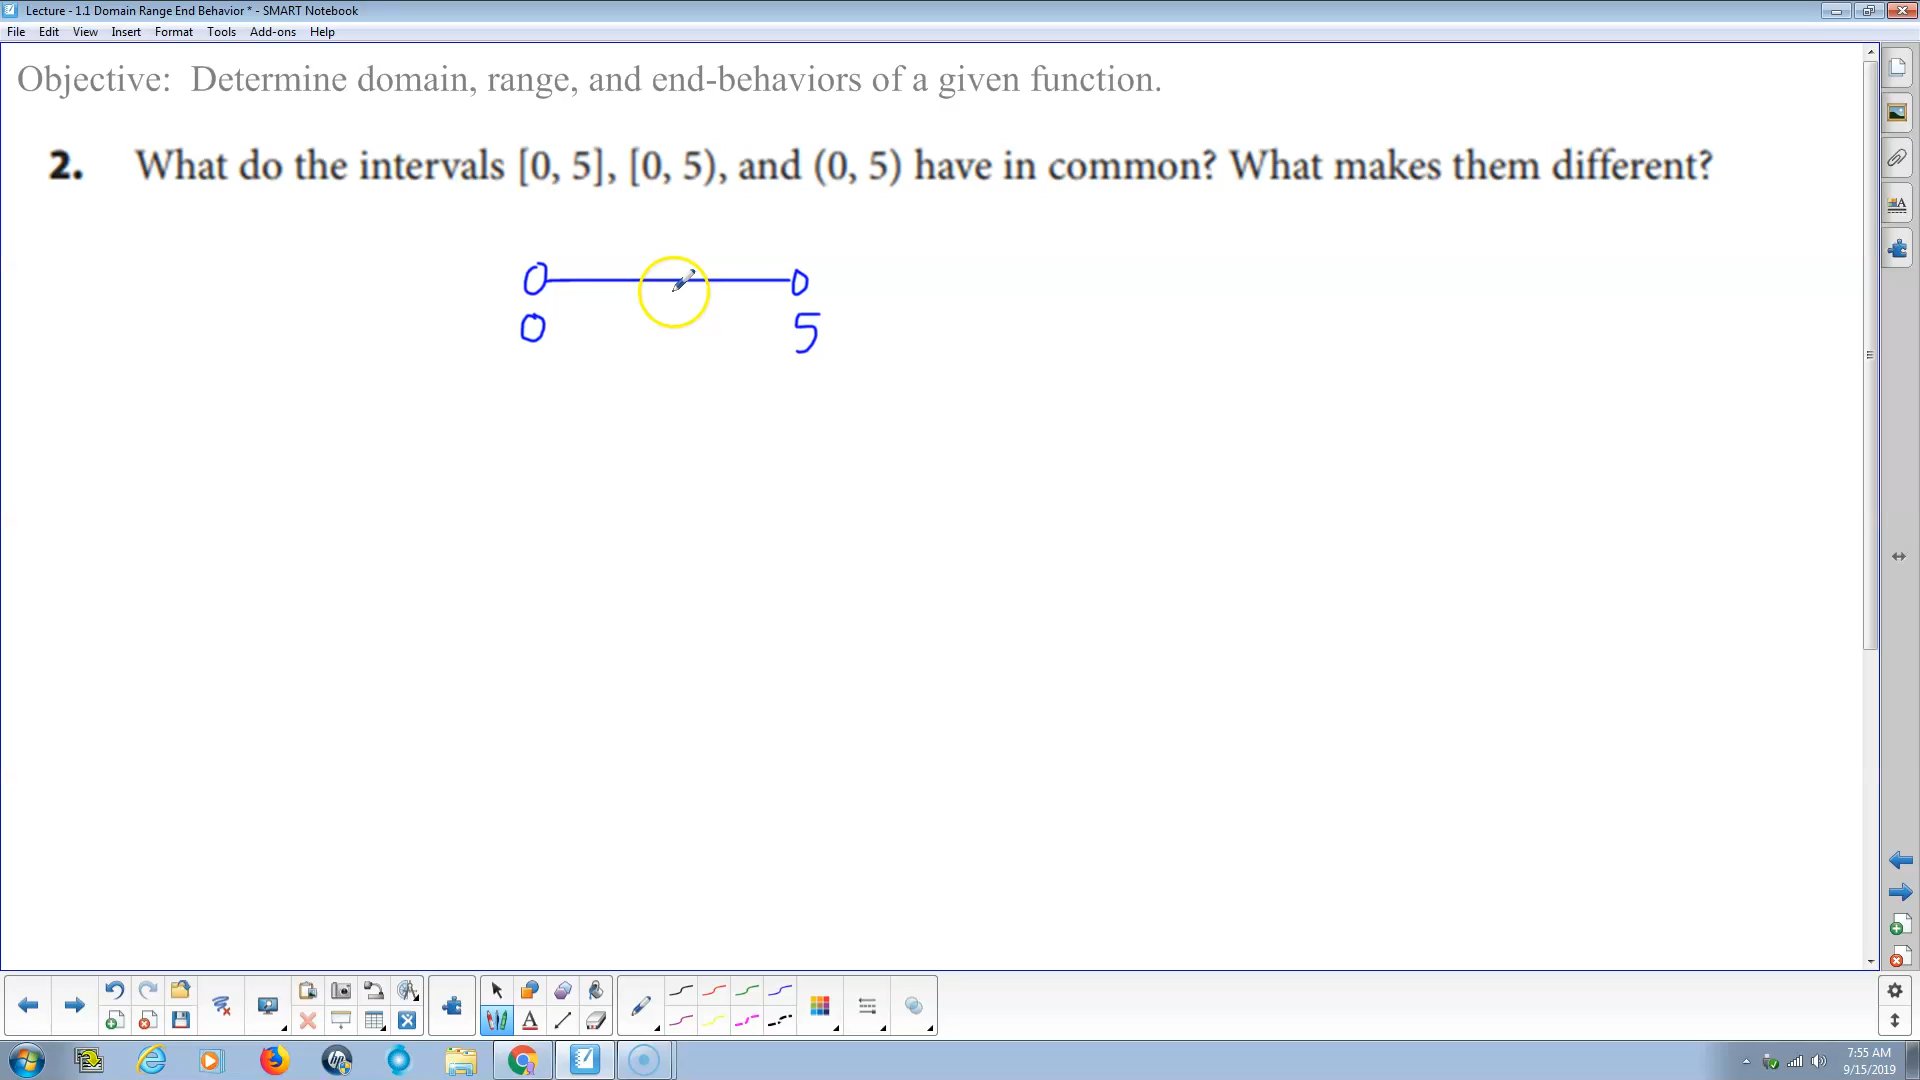 Lecture - 1.1 Domain Range End Behavior * - SMART Notebook
File Edit View Insert Format Tools Add-ons Help
Objective: Determine domain, range, and end-behaviors of a given function.
2. What do the intervals [0, 5], [0, 5), and (0, 5) have in common? What makes them different?
0 5
7:55 AM
9/15/2019